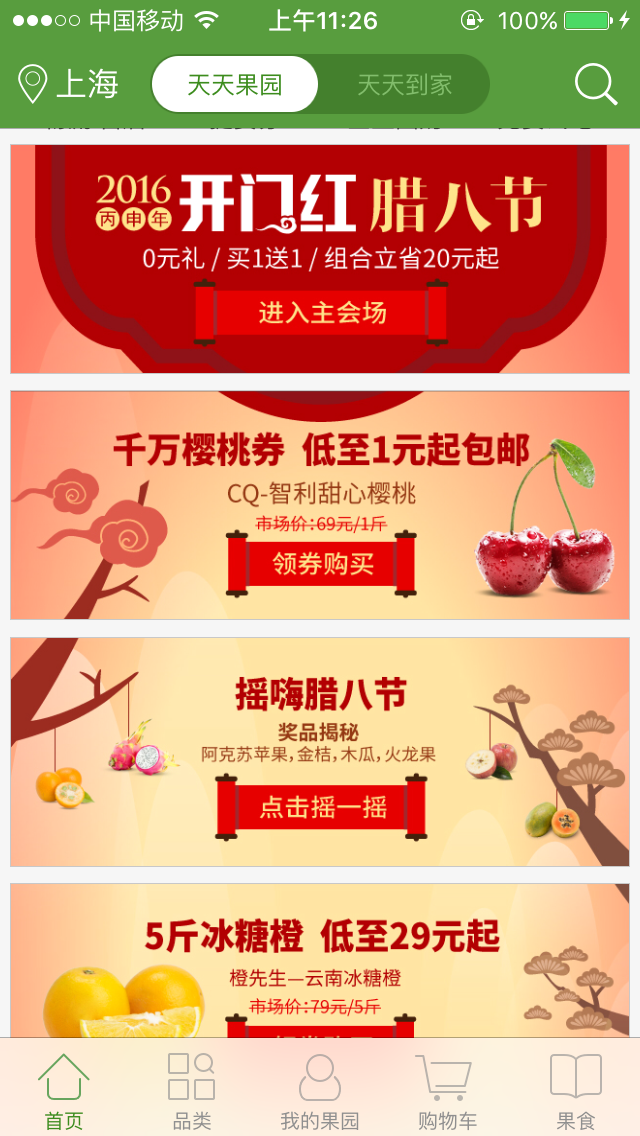 中国移动 上午11:26 100%
上海 天天果园 天天到家
2016 丙申年 开门红 腊八节
0元礼 / 买1送1 / 组合立省20元起
进入主会场
千万樱桃券 低至1元起包邮
CQ-智利甜心樱桃
市场价:69元/1斤
领券购买
摇嗨腊八节
奖品揭秘
阿克苏苹果,金桔,木瓜,火龙果
点击摇一摇
5斤冰糖橙 低至29元起
橙先生—云南冰糖橙
市场价:79元/5斤
首页 品类 我的果园 购物车 果食